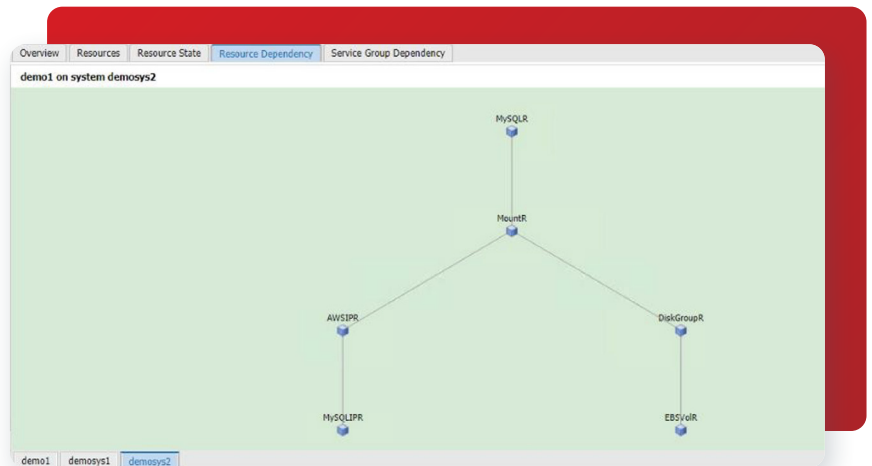 Overview Resources Resource State Resource Dependency Service Group Dependency
demo1 on system demosys2
MySQLR
MountR
AWSIPR DiskGroupR
MySQLIPR EBSVolR
demo1 demosys1 demosys2